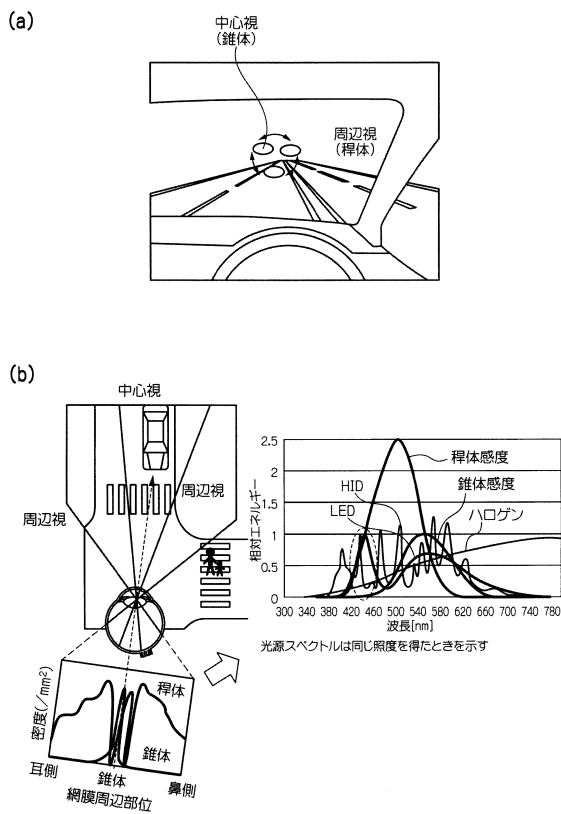 (a)
中心視
(錐体)
周辺視
(稈体)
(b)
中心視
周辺視
周辺視
2.5
2
1.5
1
0.5
0
相対エネルギー
稈体感度
HID
錐体感度
LED
ハロゲン
300 340 380 420 460 500 540 580 620 660 700 740 780
波長[nm]
光源スペクトルは同じ照度を得たときを示す
密度(/mm²)
稈体
錐体
耳側
錐体
鼻側
網膜周辺部位